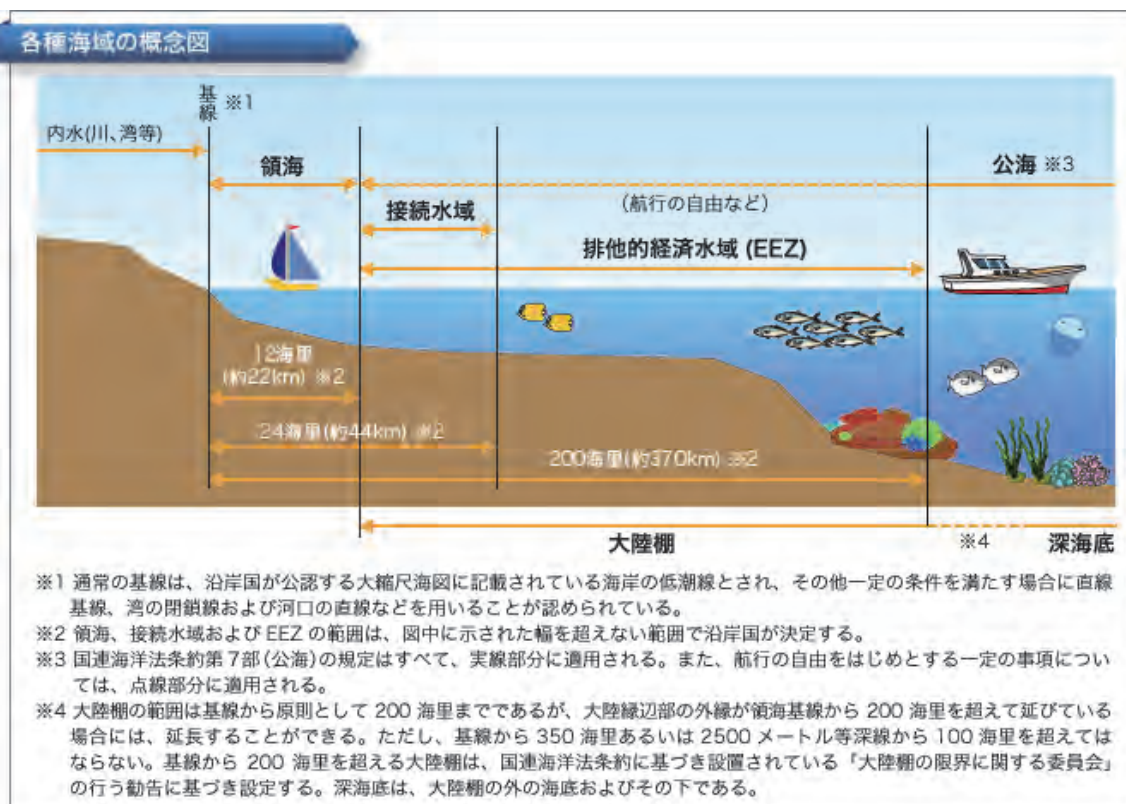 各種海域の概念図
基線 ※1
内水(川、湾等)
領海
公海 ※3
接続水域
(航行の自由など)
排他的経済水域 (EEZ)
12海里
(約22km) ※2
24海里(約44km) ※2
200海里(約370km) ※2
大陸棚
※4
深海底
※1 通常の基線は、沿岸国が公認する大縮尺海図に記載されている海岸の低潮線とされ、その他一定の条件を満たす場合に直線
基線、湾の閉鎖線および河口の直線などを用いることが認められている。
※2 領海、接続水域および EEZ の範囲は、図中に示された幅を超えない範囲で沿岸国が決定する。
※3 国連海洋法条約第7部(公海)の規定はすべて、実線部分に適用される。また、航行の自由をはじめとする一定の事項につい
ては、点線部分に適用される。
※4 大陸棚の範囲は基線から原則として 200 海里までであるが、大陸縁辺部の外縁が領海基線から 200 海里を超えて延びている
場合には、延長することができる。ただし、基線から 350 海里あるいは 2500 メートル等深線から 100 海里を超えては
ならない。基線から 200 海里を超える大陸棚は、国連海洋法条約に基づき設置されている「大陸棚の限界に関する委員会」
の行う勧告に基づき設定する。深海底は、大陸棚の外の海底およびその下である。